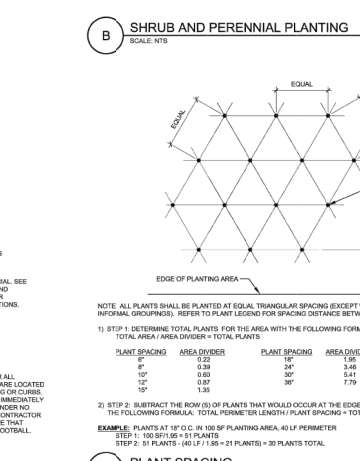 B
SHRUB AND PERENNIAL PLANTING
SCALE: NTS
EQUAL
EQUAL
EDGE OF PLANTING AREA
NOTE ALL PLANTS SHALL BE PLANTED AT EQUAL TRIANGULAR SPACING (EXCEPT
INFORMAL GROUPINGS). REFER TO PLANT LEGEND FOR SPACING DISTANCE BETW
1) STEP 1: DETERMINE TOTAL PLANTS FOR THE AREA WITH THE FOLLOWING FORM
TOTAL AREA / AREA DIVIDER = TOTAL PLANTS
PLANT SPACING AREA DIVIDER PLANT SPACING AREA DIVID
6" 0.22 18" 1.95
8" 0.39 24" 3.46
10" 0.60 30" 5.41
12" 0.87 36" 7.79
15" 1.35
2) STEP 2: SUBTRACT THE ROW (S) OF PLANTS THAT WOULD OCCUR AT THE EDGE
THE FOLLOWING FORMULA: TOTAL PERIMETER LENGTH / PLANT SPACING = TOT
EXAMPLE: PLANTS AT 18" O.C. IN 100 SF PLANTING AREA, 40 LF PERIMETER
STEP 1: 100 SF/1.95 = 51 PLANTS
STEP 2: 51 PLANTS - (40 LF / 1.95 = 21 PLANTS) = 30 PLANTS TOTAL
PLANT SPACING
S
IAL. SEE
ND
R
TIONS.
R ALL
ARE LOCATED
G OR CURBS.
IMMEDIATELY
NDER NO
CONTRACTOR
E THAT
OOTBALL.